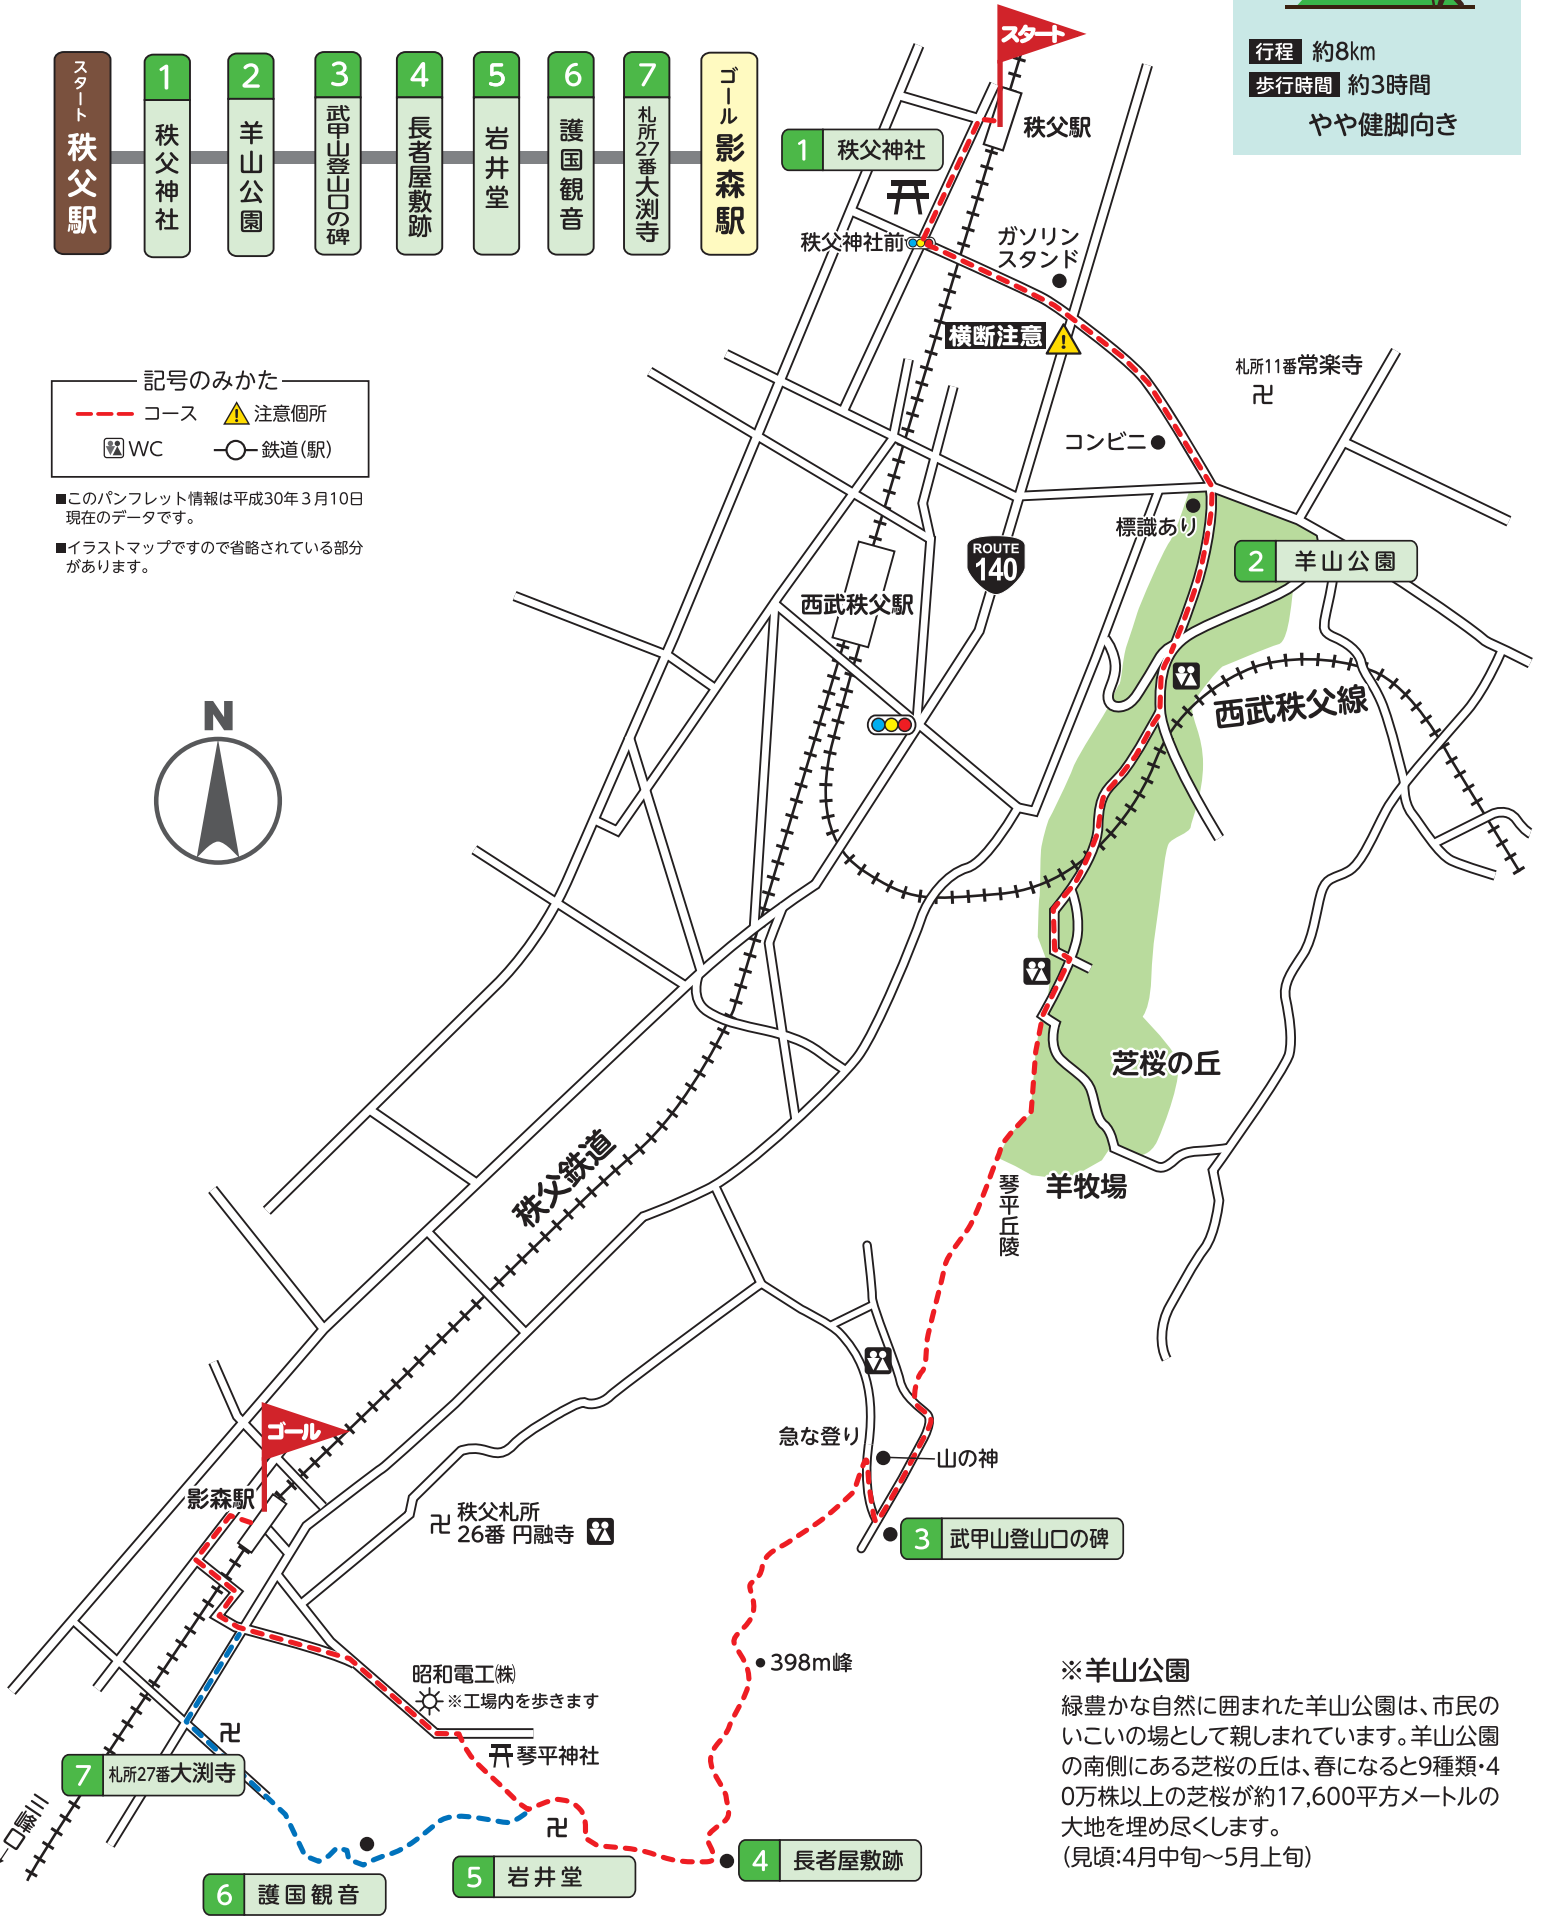 スタート
秩父駅
1
秩父神社
2
羊山公園
3
武甲山登山口の碑
4
長者屋敷跡
5
岩井堂
6
護国観音
7
札所27番大渕寺
ゴール
影森駅
スタート
行程 約8km
歩行時間 約3時間
やや健脚向き
秩父駅
1 秩父神社
秩父神社前
ガソリン
スタンド
横断注意
!
札所11番常楽寺
卍
記号のみかた
コース
! 注意個所
WC
鉄道(駅)
■このパンフレット情報は平成30年3月10日
現在のデータです。
■イラストマップですので省略されている部分
があります。
コンビニ
標識あり
2 羊山公園
ROUTE
140
西武秩父駅
西武秩父線
N
芝桜の丘
羊牧場
秩父鉄道
琴平丘陵
ゴール
影森駅
急な登り
山の神
卍 秩父札所
26番 円融寺
3 武甲山登山口の碑
398m峰
昭和電工㈱
※工場内を歩きます
琴平神社
卍
7 札所27番大渕寺
三峰口
卍
4 長者屋敷跡
5 岩井堂
6 護国観音
※羊山公園
緑豊かな自然に囲まれた羊山公園は、市民の
いこいの場として親しまれています。羊山公園
の南側にある芝桜の丘は、春になると9種類・4
0万株以上の芝桜が約17,600平方メートルの
大地を埋め尽くします。
(見頃:4月中旬～5月上旬)